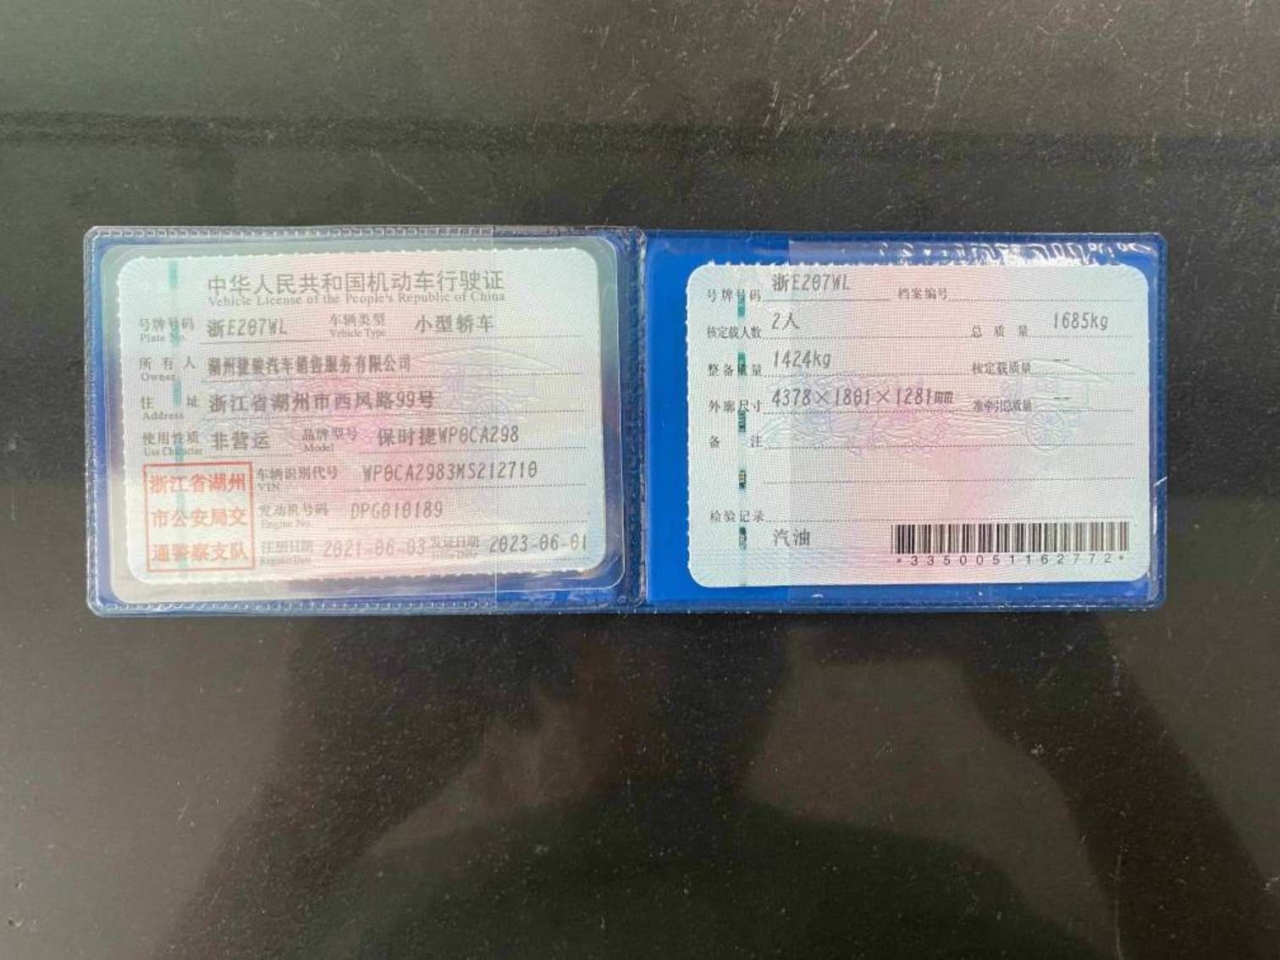 中华人民共和国机动车行驶证
Vehicle License of the People's Republic of China
号牌号码 浙E207WL 车辆类型 小型轿车
Plate No. Vehicle Type
所有人 湖州捷骏汽车销售服务有限公司
Owner
住址 浙江省湖州市西凤路99号
Address
使用性质 非营运 品牌型号 保时捷WP0CA298
Use Character Model
浙江省湖州
市公安局交
通警察支队
车辆识别代号 WP0CA2983MS212710
VIN
发动机号码 DPG010189
Engine No.
注册日期 2021-06-03 发证日期 2023-06-01
Register Date Issue Date
号牌号码 浙E207WL 档案编号
核定载人数 2人 总质量 1685kg
整备质量 1424kg 核定载质量 --
外廓尺寸 4378×1801×1281mm 准牵引总质量 --
备注
检验记录
汽油
*3350051162772*